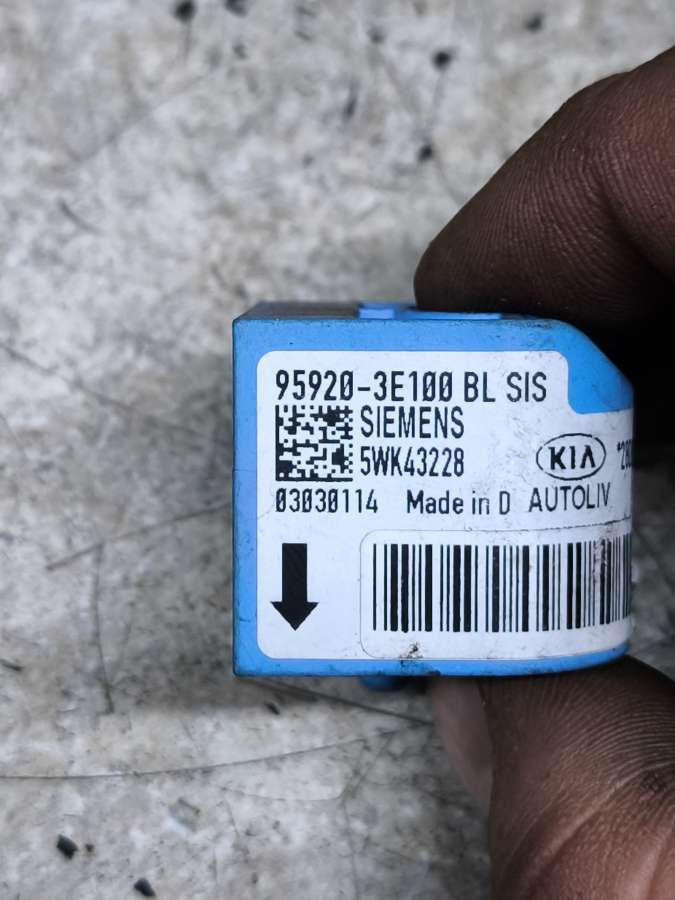 95920-3E100 BL SIS
SIEMENS
5WK43228
KIA
03030114 Made in D AUTOLIV